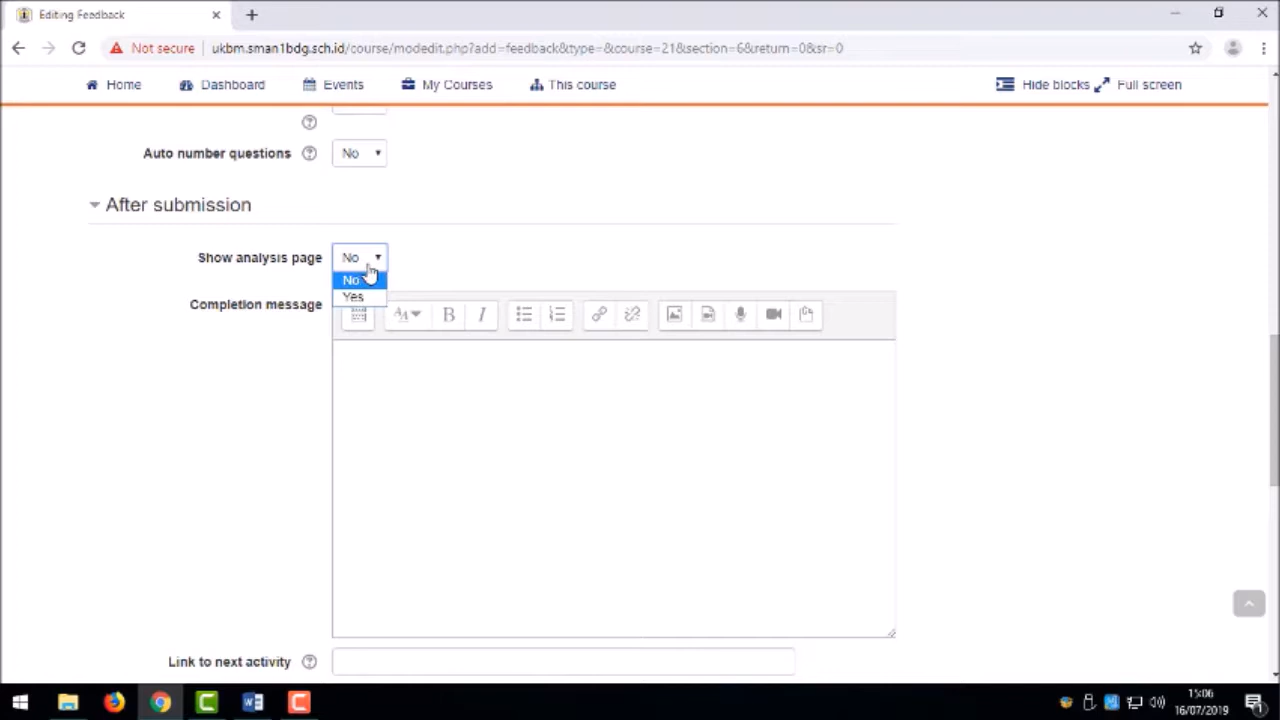 Editing Feedback
Not secure ukbm.sman1bdg.sch.id/course/modedit.php?add=feedback&type=&course=21&section=6&return=0&sr=0
Home Dashboard Events My Courses This course Hide blocks Full screen
Auto number questions No
After submission
Show analysis page No
No
Yes
Completion message
Link to next activity
15:06
16/07/2019